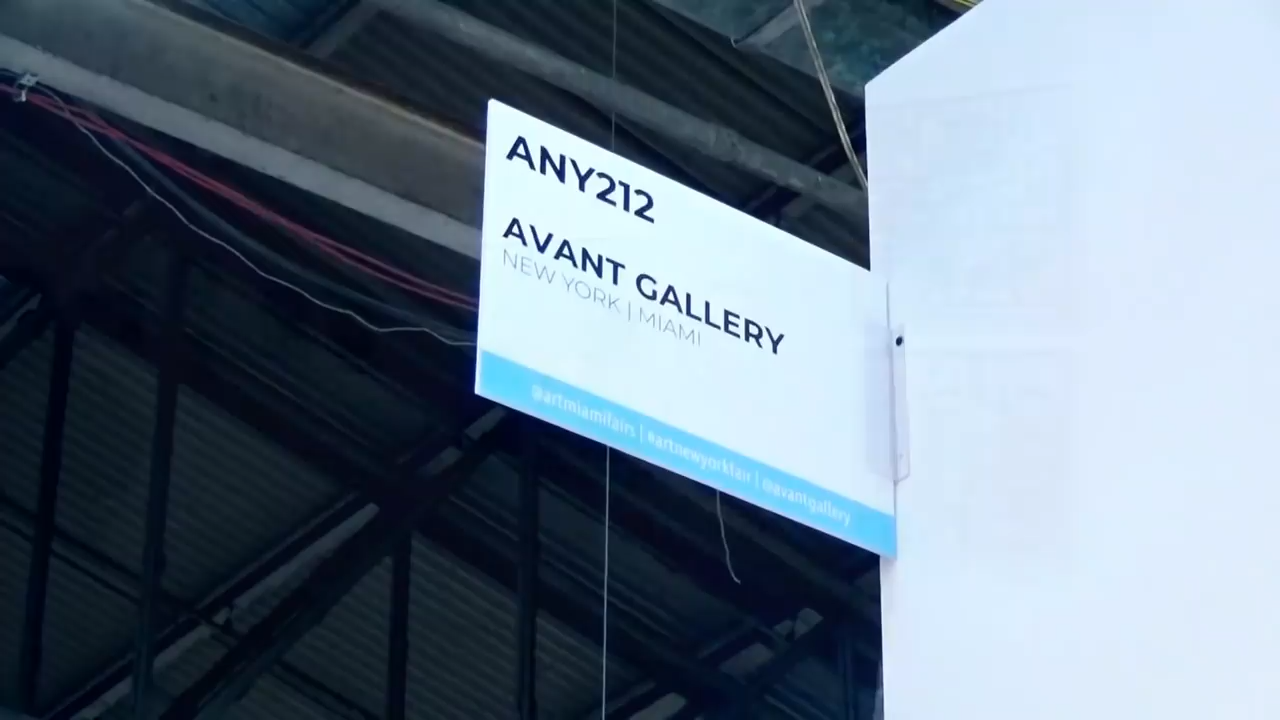 ANY212
AVANT GALLERY
NEW YORK | MIAMI
@artmiamifairs | #artnewyorkfair | @avantgallery